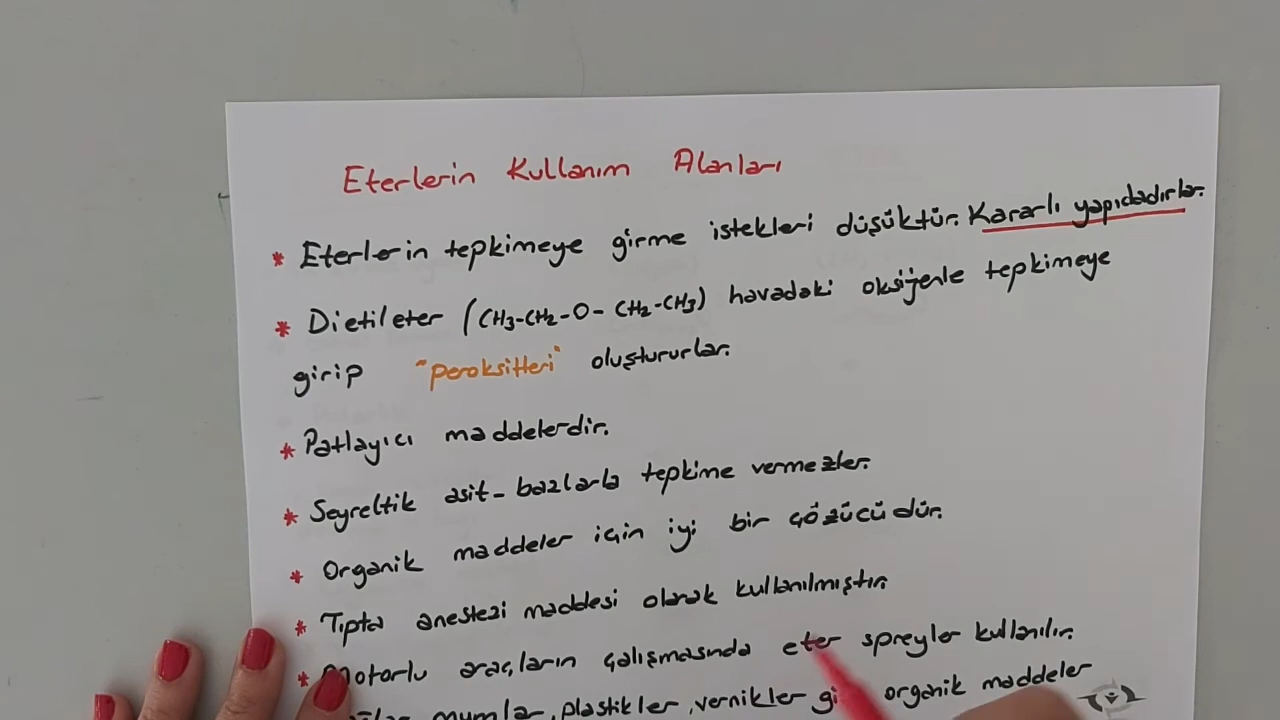 Eterlerin Kullanım Alanları
* Eterlerin tepkimeye girme istekleri düşüktür. Kararlı yapıdadırlar.
* Dietileter (CH3-CH2-O-CH2-CH3) havadaki oksijenle tepkimeye
girip "peroksitleri" oluştururlar.
* Patlayıcı maddelerdir.
* Seyreltik asit-bazlarla tepkime vermezler.
* Organik maddeler için iyi bir çözücüdür.
* Tıpta anestezi maddesi olarak kullanılmıştır.
* Motorlu araçların çalışmasında eter spreyler kullanılır.
mumlar, plastikler, vernikler organik maddeler